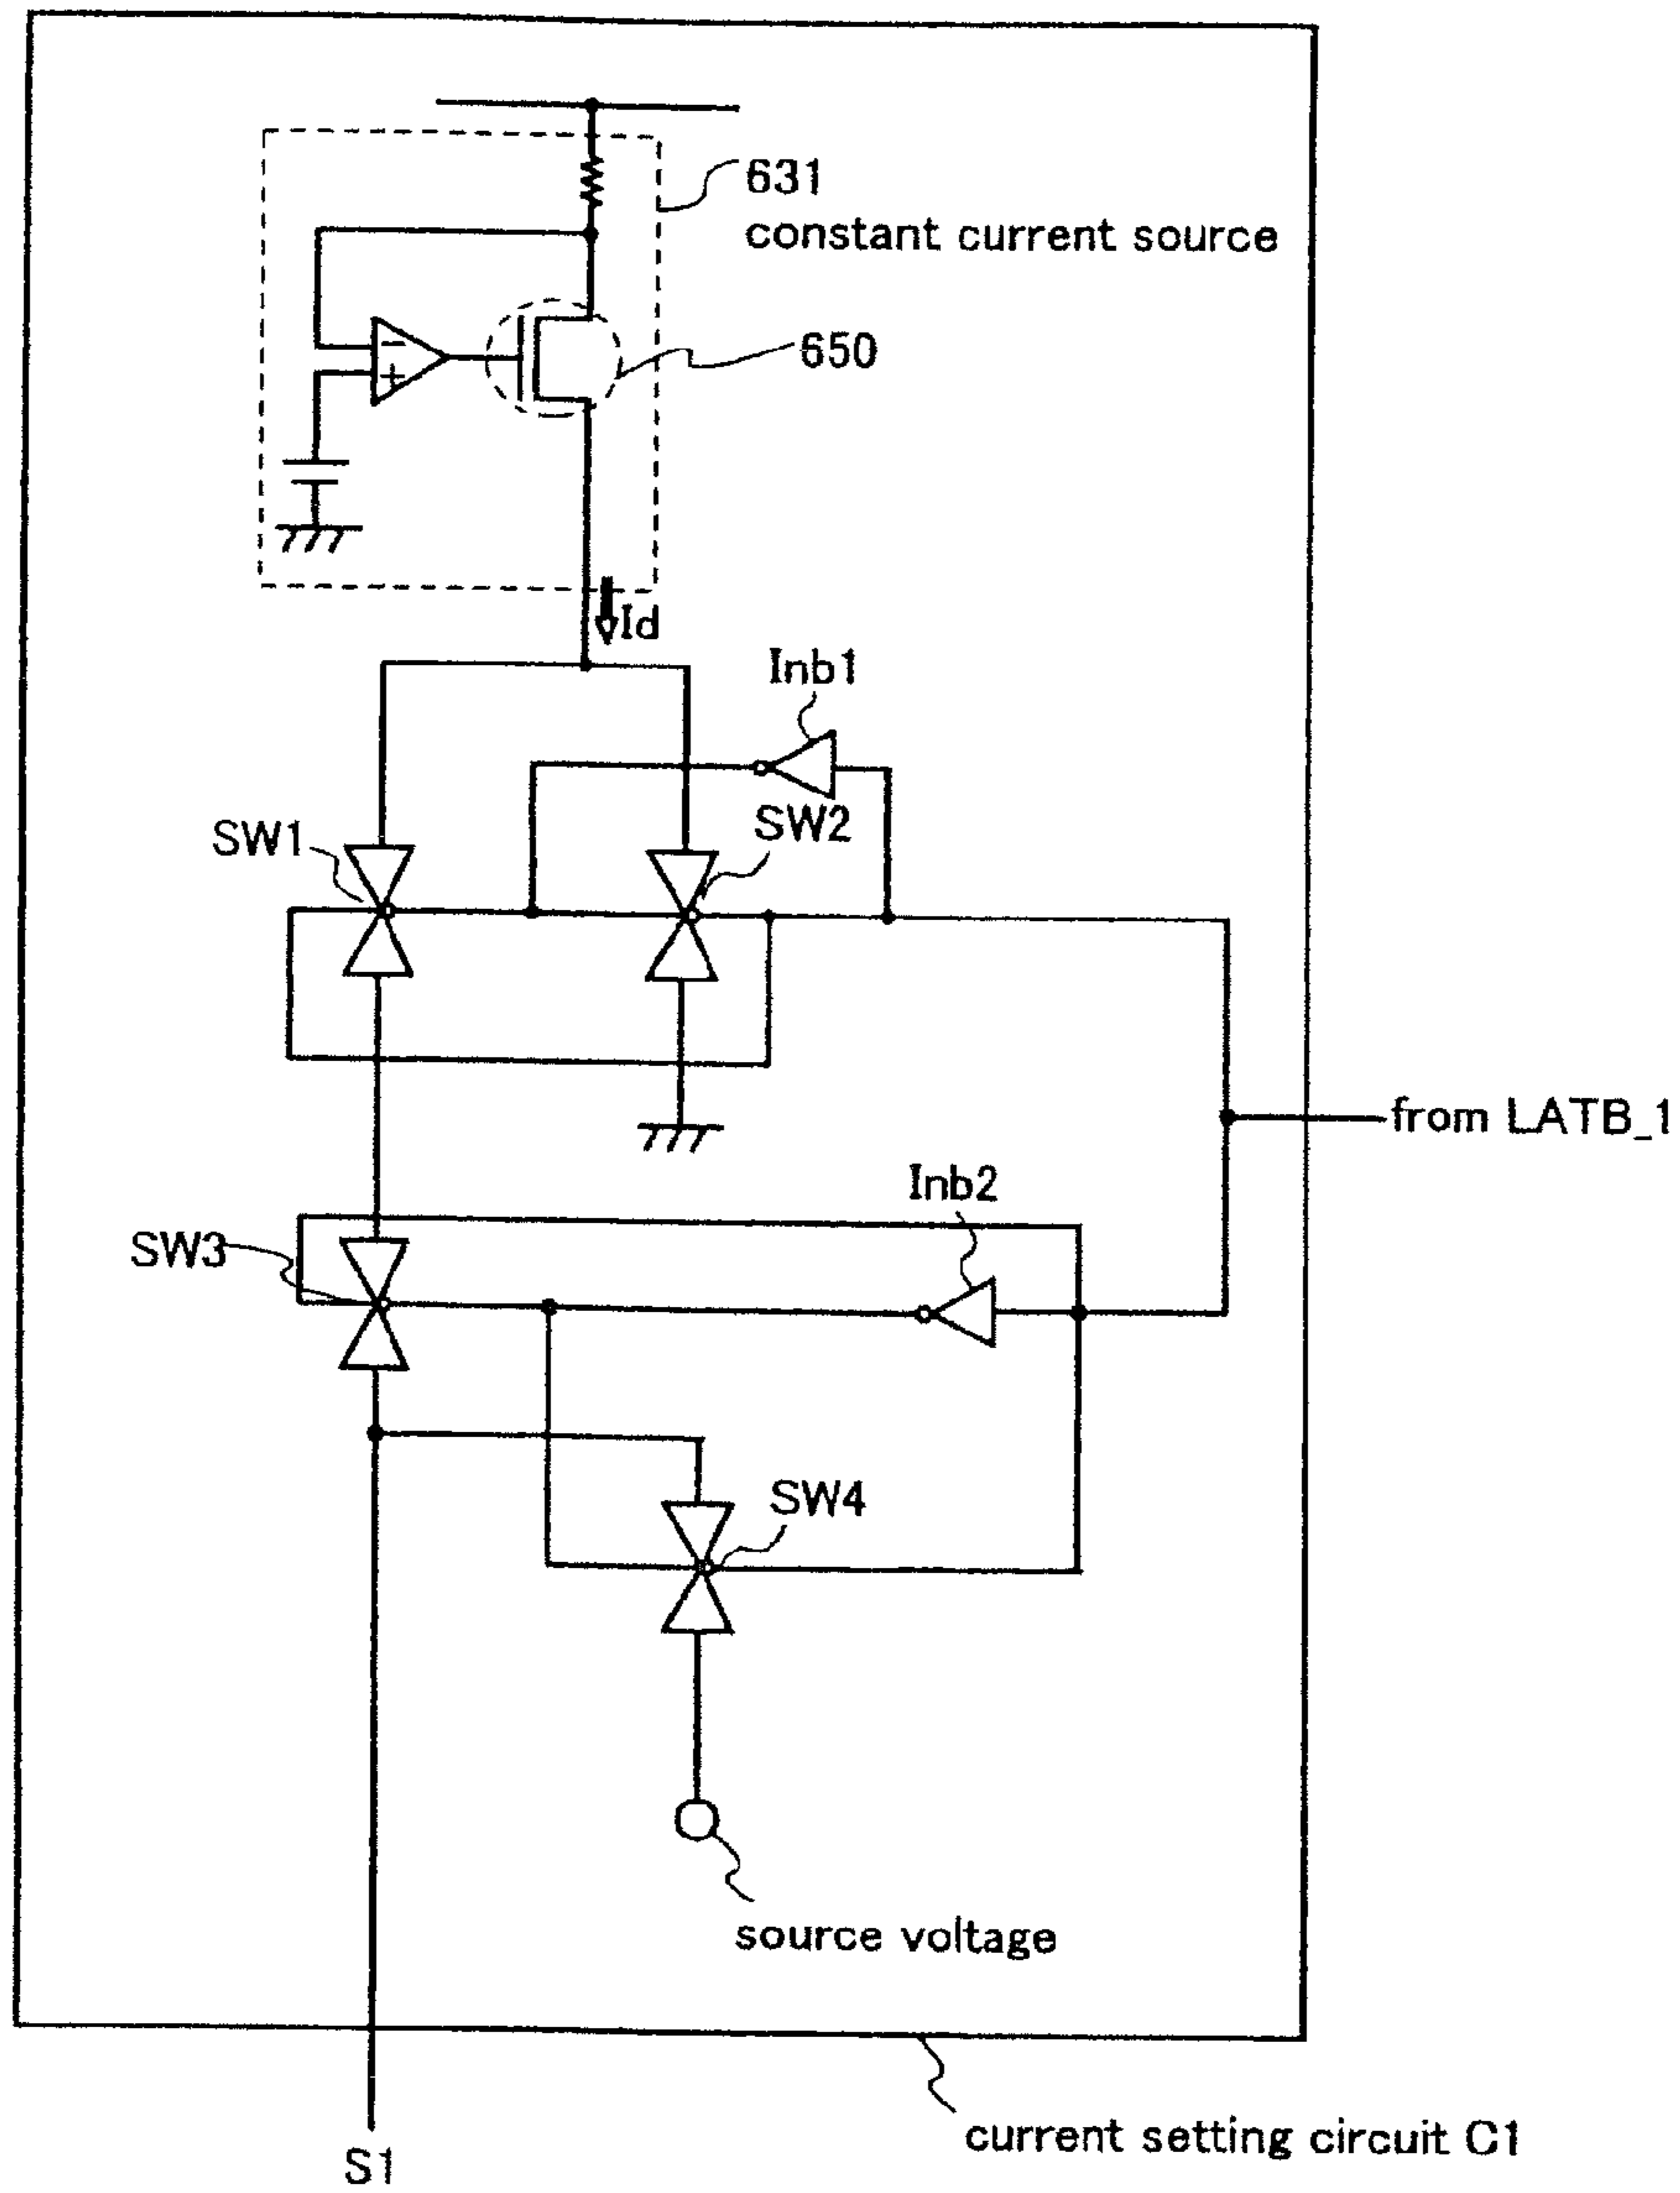 631
constant current source
−
+
650
Id
Inb1
SW1
SW2
from LATB_1
Inb2
SW3
SW4
source voltage
current setting circuit C1
S1